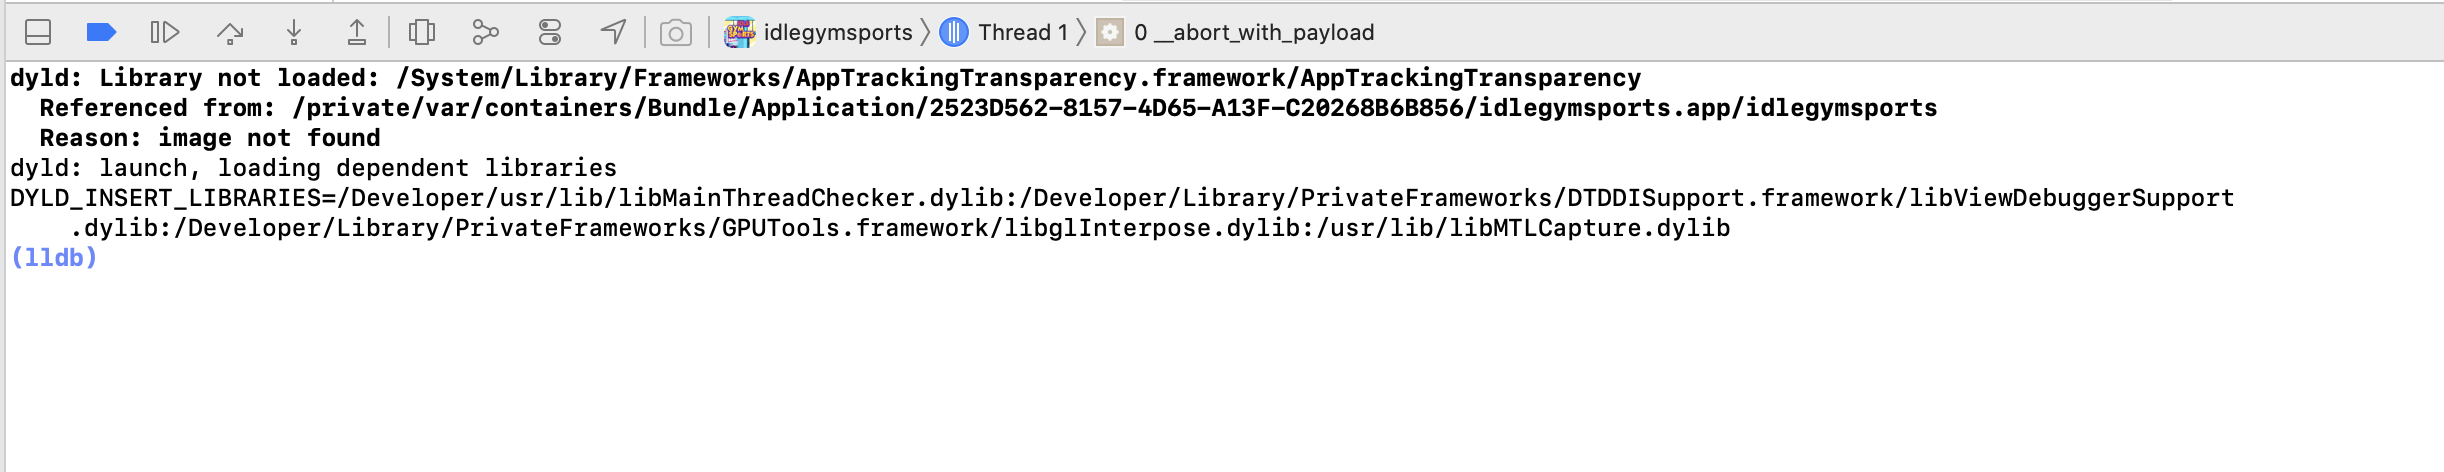 idlegymsports Thread 1 0 __abort_with_payload
dyld: Library not loaded: /System/Library/Frameworks/AppTrackingTransparency.framework/AppTrackingTransparency
Referenced from: /private/var/containers/Bundle/Application/2523D562-8157-4D65-A13F-C20268B6B856/idlegymsports.app/idlegymsports
Reason: image not found
dyld: launch, loading dependent libraries
DYLD_INSERT_LIBRARIES=/Developer/usr/lib/libMainThreadChecker.dylib:/Developer/Library/PrivateFrameworks/DTDDISupport.framework/libViewDebuggerSupport
.dylib:/Developer/Library/PrivateFrameworks/GPUTools.framework/libglInterpose.dylib:/usr/lib/libMTLCapture.dylib
(lldb)